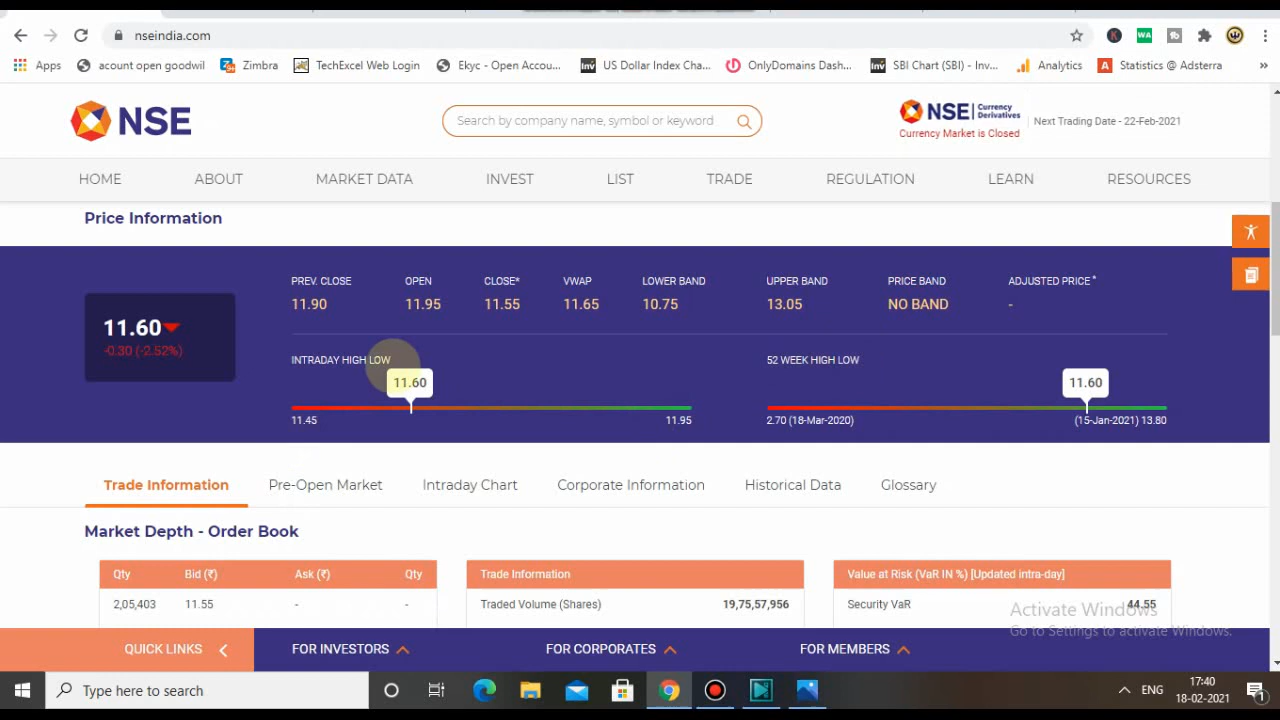 nseindia.com
K
WA
Apps
acount open goodwil
Zimbra
TechExcel Web Login
Ekyc - Open Accou...
Inv
US Dollar Index Cha...
OnlyDomains Dash...
Inv
SBI Chart (SBI) - Inv...
Analytics
A
Statistics @ Adsterra
»
NSE
Search by company name, symbol or keyword
NSE
Currency
Derivatives
Currency Market is Closed
Next Trading Date - 22-Feb-2021
HOME
ABOUT
MARKET DATA
INVEST
LIST
TRADE
REGULATION
LEARN
RESOURCES
Price Information
11.60
-0.30 (-2.52%)
PREV. CLOSE
OPEN
CLOSE*
VWAP
LOWER BAND
UPPER BAND
PRICE BAND
ADJUSTED PRICE *
11.90
11.95
11.55
11.65
10.75
13.05
NO BAND
-
INTRADAY HIGH LOW
52 WEEK HIGH LOW
11.60
11.60
11.45
11.95
2.70 (18-Mar-2020)
(15-Jan-2021) 13.80
Trade Information
Pre-Open Market
Intraday Chart
Corporate Information
Historical Data
Glossary
Market Depth - Order Book
Qty
Bid (₹)
Ask (₹)
Qty
2,05,403
11.55
-
-
Trade Information
Traded Volume (Shares)
19,75,57,956
Value at Risk (VaR IN %) [Updated intra-day]
Security VaR
44.55
Activate Windows
Go to Settings to activate Windows.
QUICK LINKS
FOR INVESTORS
FOR CORPORATES
FOR MEMBERS
Type here to search
ENG
17:40
18-02-2021
1